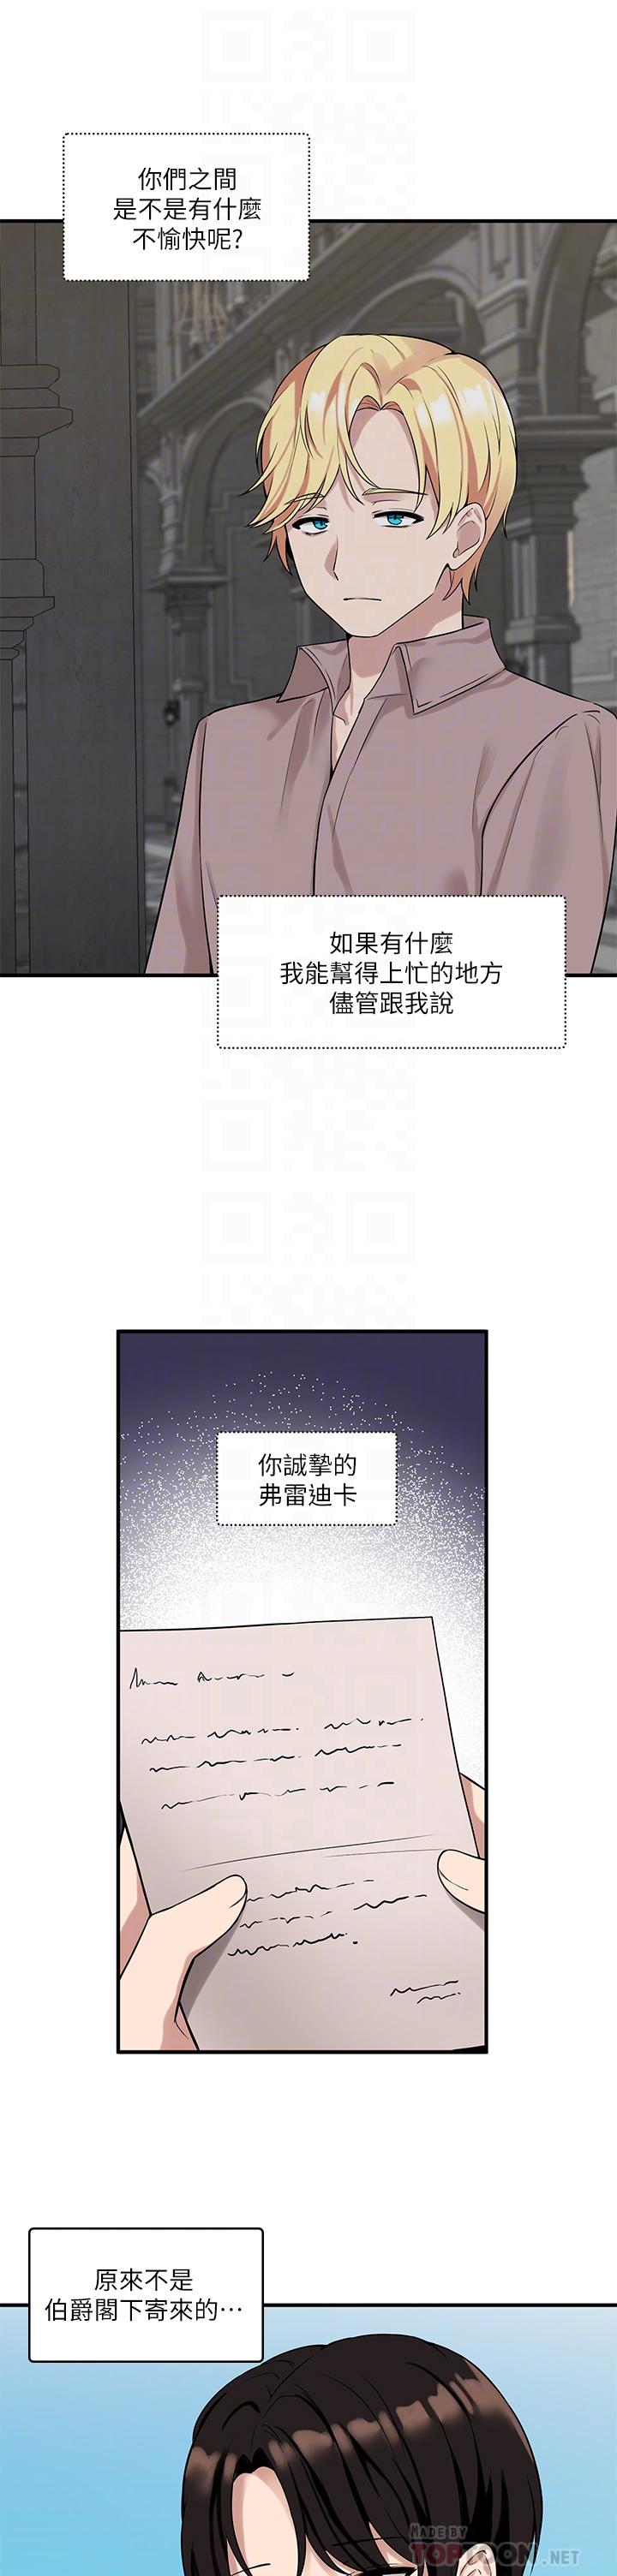 你們之間
是不是有什麼
不愉快呢?
如果有什麼
我能幫得上忙的地方
儘管跟我說
你誠摯的
弗雷迪卡
原來不是
伯爵閣下寄來的…
MADE BY
TOPTOON.NET